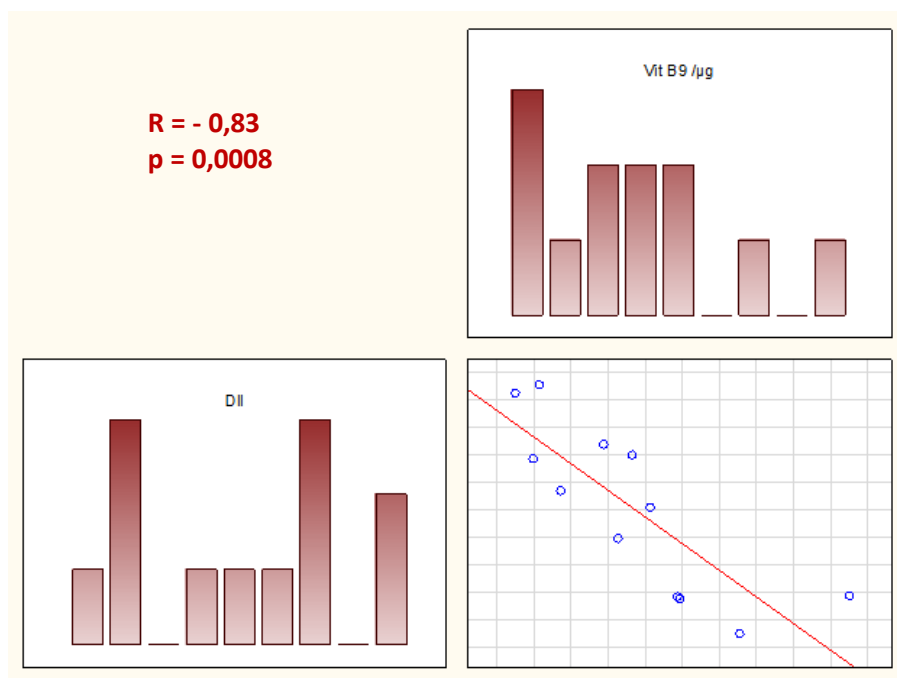 Vit B9 /µg
R = - 0,83
p = 0,0008
DII